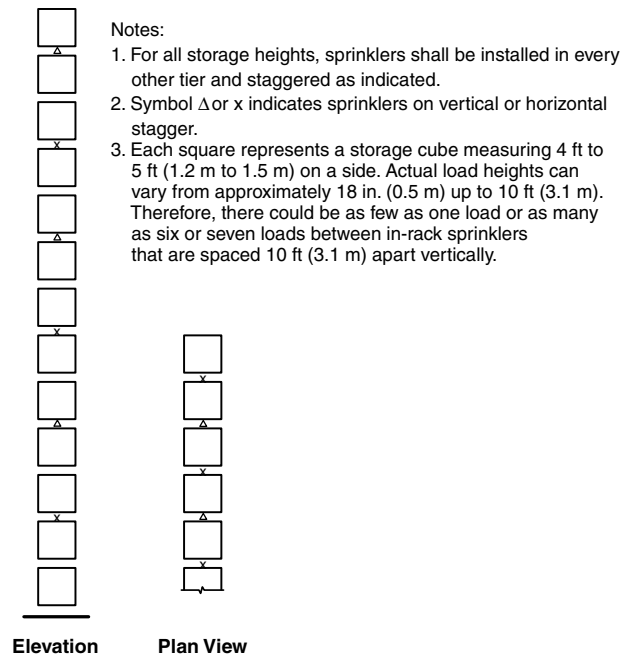 Notes:
1. For all storage heights, sprinklers shall be installed in every
other tier and staggered as indicated.
2. Symbol Δ or x indicates sprinklers on vertical or horizontal
stagger.
3. Each square represents a storage cube measuring 4 ft to
5 ft (1.2 m to 1.5 m) on a side. Actual load heights can
vary from approximately 18 in. (0.5 m) up to 10 ft (3.1 m).
Therefore, there could be as few as one load or as many
as six or seven loads between in-rack sprinklers
that are spaced 10 ft (3.1 m) apart vertically.
Δ
x
Δ
x
Δ
x
x
Δ
x
Δ
x
Elevation
Plan View